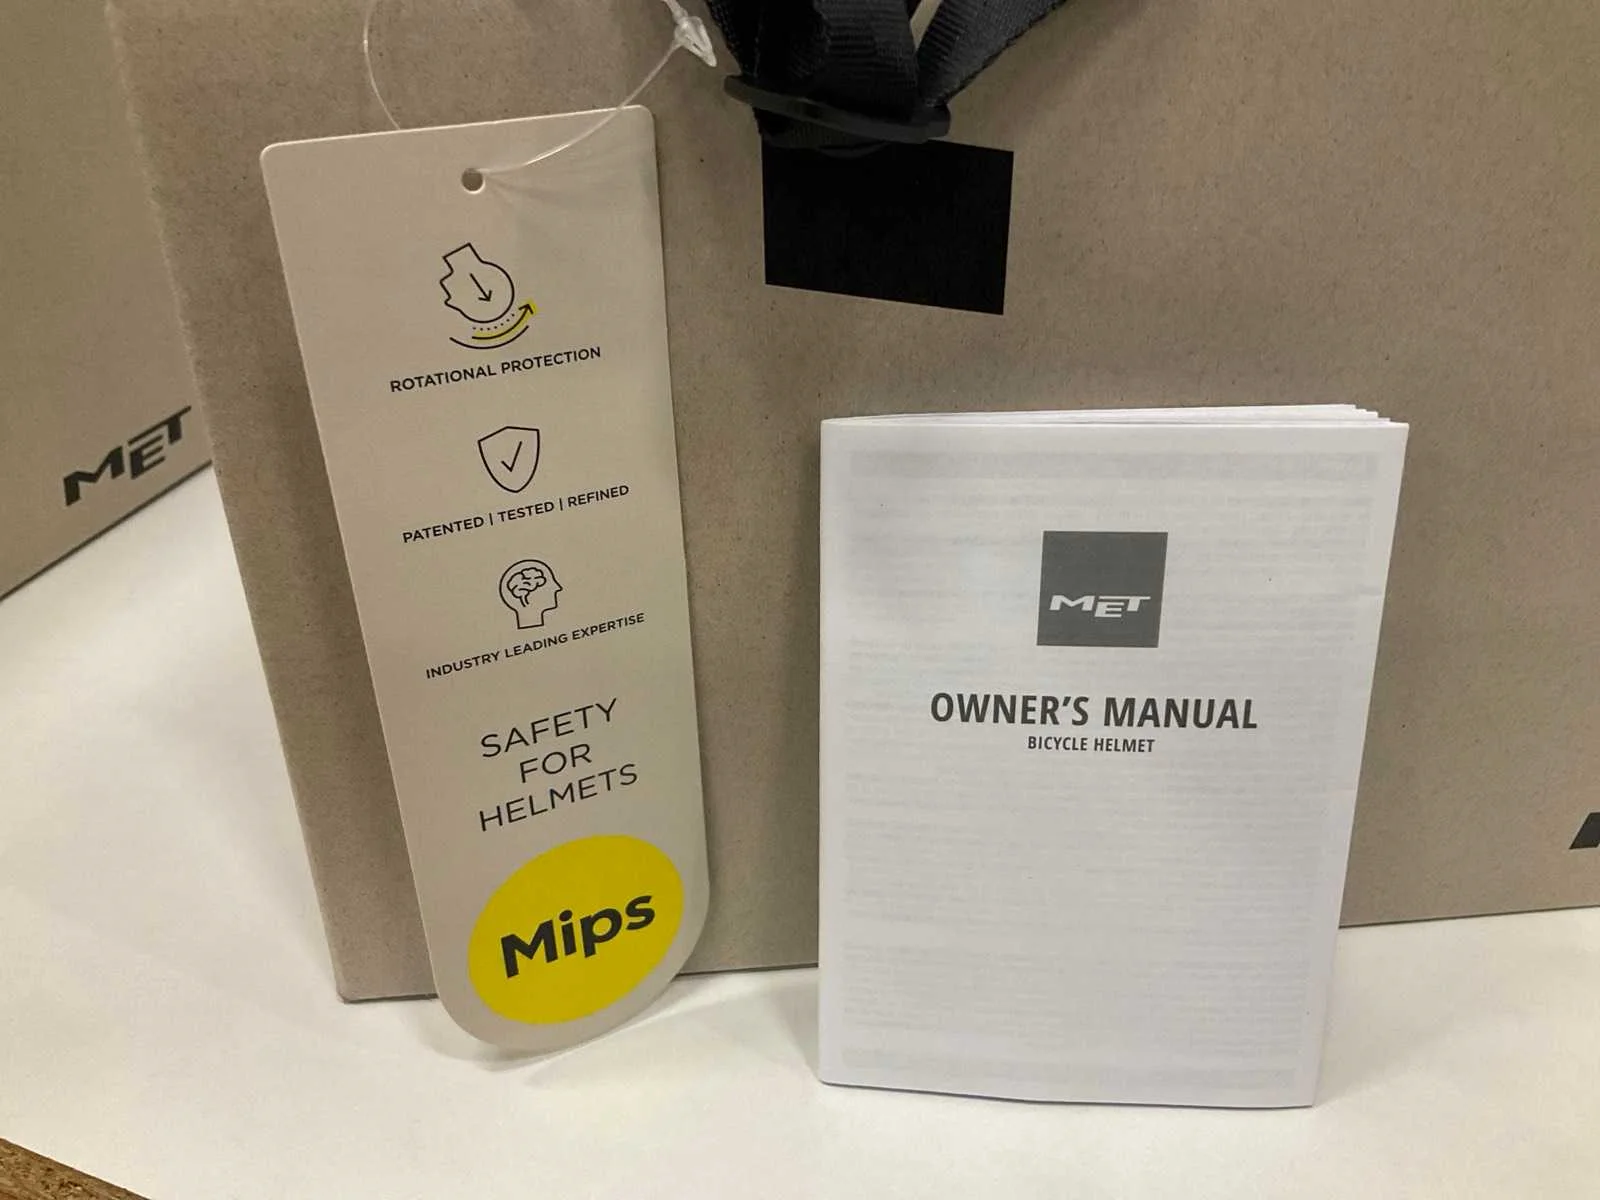 MET
ROTATIONAL PROTECTION
PATENTED | TESTED | REFINED
INDUSTRY LEADING EXPERTISE
SAFETY
FOR
HELMETS
Mips
MET
OWNER'S MANUAL
BICYCLE HELMET